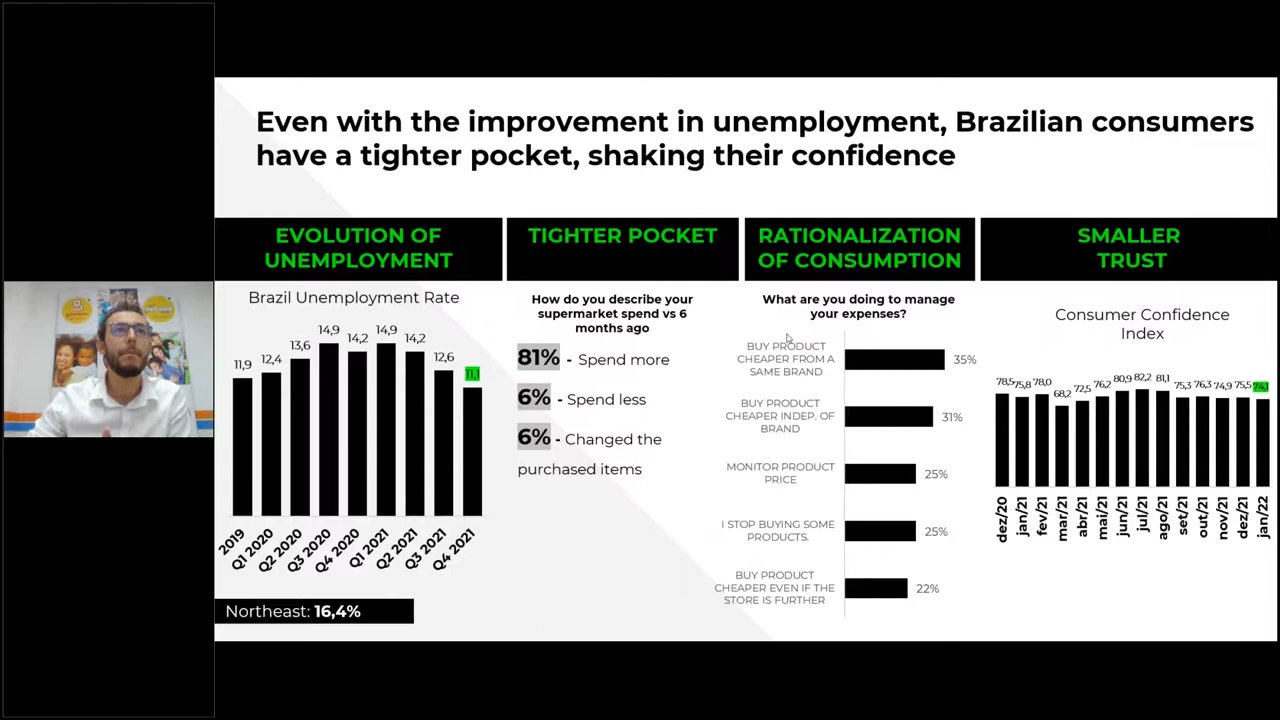 Even with the improvement in unemployment, Brazilian consumers
have a tighter pocket, shaking their confidence
EVOLUTION OF
UNEMPLOYMENT
Brazil Unemployment Rate
11,9
12,4
13,6
14,9
14,2
14,9
14,2
12,6
11,1
2019
Q1 2020
Q2 2020
Q3 2020
Q4 2020
Q1 2021
Q2 2021
Q3 2021
Q4 2021
Northeast: 16,4%
TIGHTER POCKET
How do you describe your
supermarket spend vs 6
months ago
81% - Spend more
6% - Spend less
6% - Changed the
purchased items
RATIONALIZATION
OF CONSUMPTION
What are you doing to manage
your expenses?
BUY PRODUCT
CHEAPER FROM A
SAME BRAND
35%
BUY PRODUCT
CHEAPER INDEP. OF
BRAND
31%
MONITOR PRODUCT
PRICE
25%
I STOP BUYING SOME
PRODUCTS.
25%
BUY PRODUCT
CHEAPER EVEN IF THE
STORE IS FURTHER
22%
SMALLER
TRUST
Consumer Confidence
Index
78,5
75,8
78,0
68,2
72,5
76,2
80,9
82,2
81,1
75,3
76,3
74,9
75,5
74,1
dez/20
jan/21
fev/21
mar/21
abr/21
mai/21
jun/21
jul/21
ago/21
set/21
out/21
nov/21
dez/21
jan/22